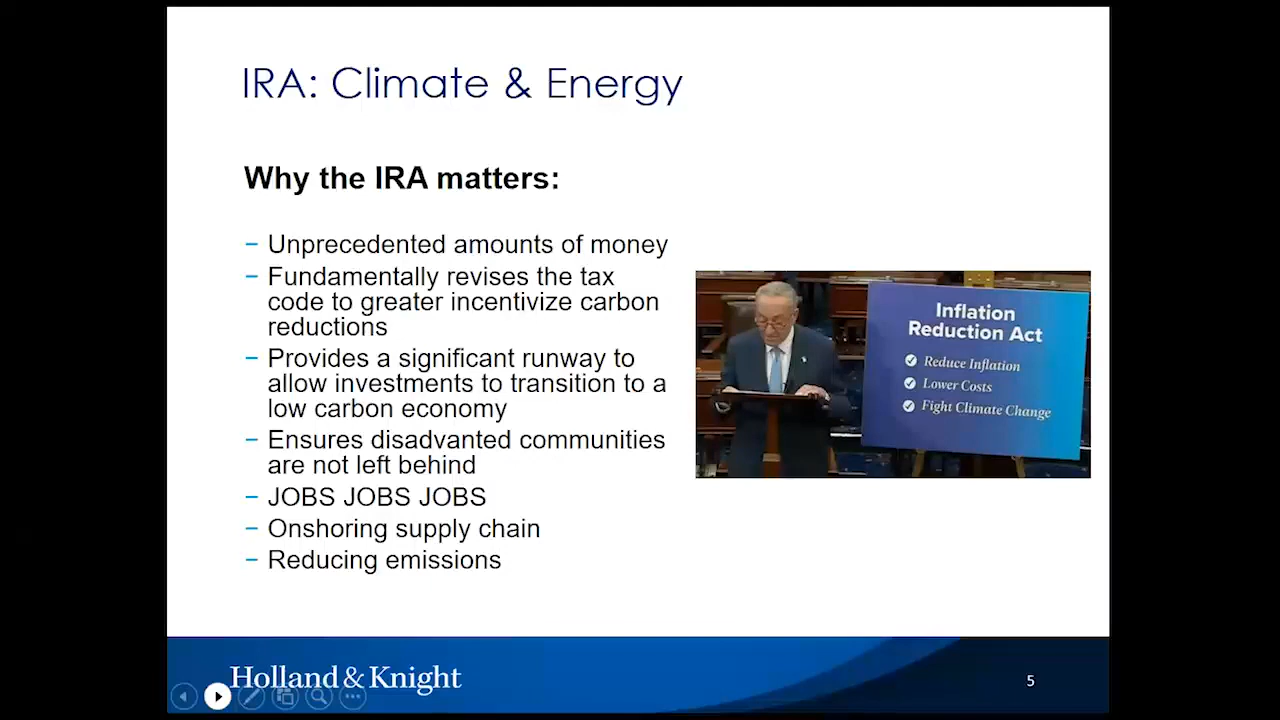 IRA: Climate & Energy
Why the IRA matters:
− Unprecedented amounts of money
− Fundamentally revises the tax
code to greater incentivize carbon
reductions
− Provides a significant runway to
allow investments to transition to a
low carbon economy
− Ensures disadvanted communities
are not left behind
− JOBS JOBS JOBS
− Onshoring supply chain
− Reducing emissions
Inflation
Reduction Act
Reduce Inflation
Lower Costs
Fight Climate Change
Holland & Knight
5